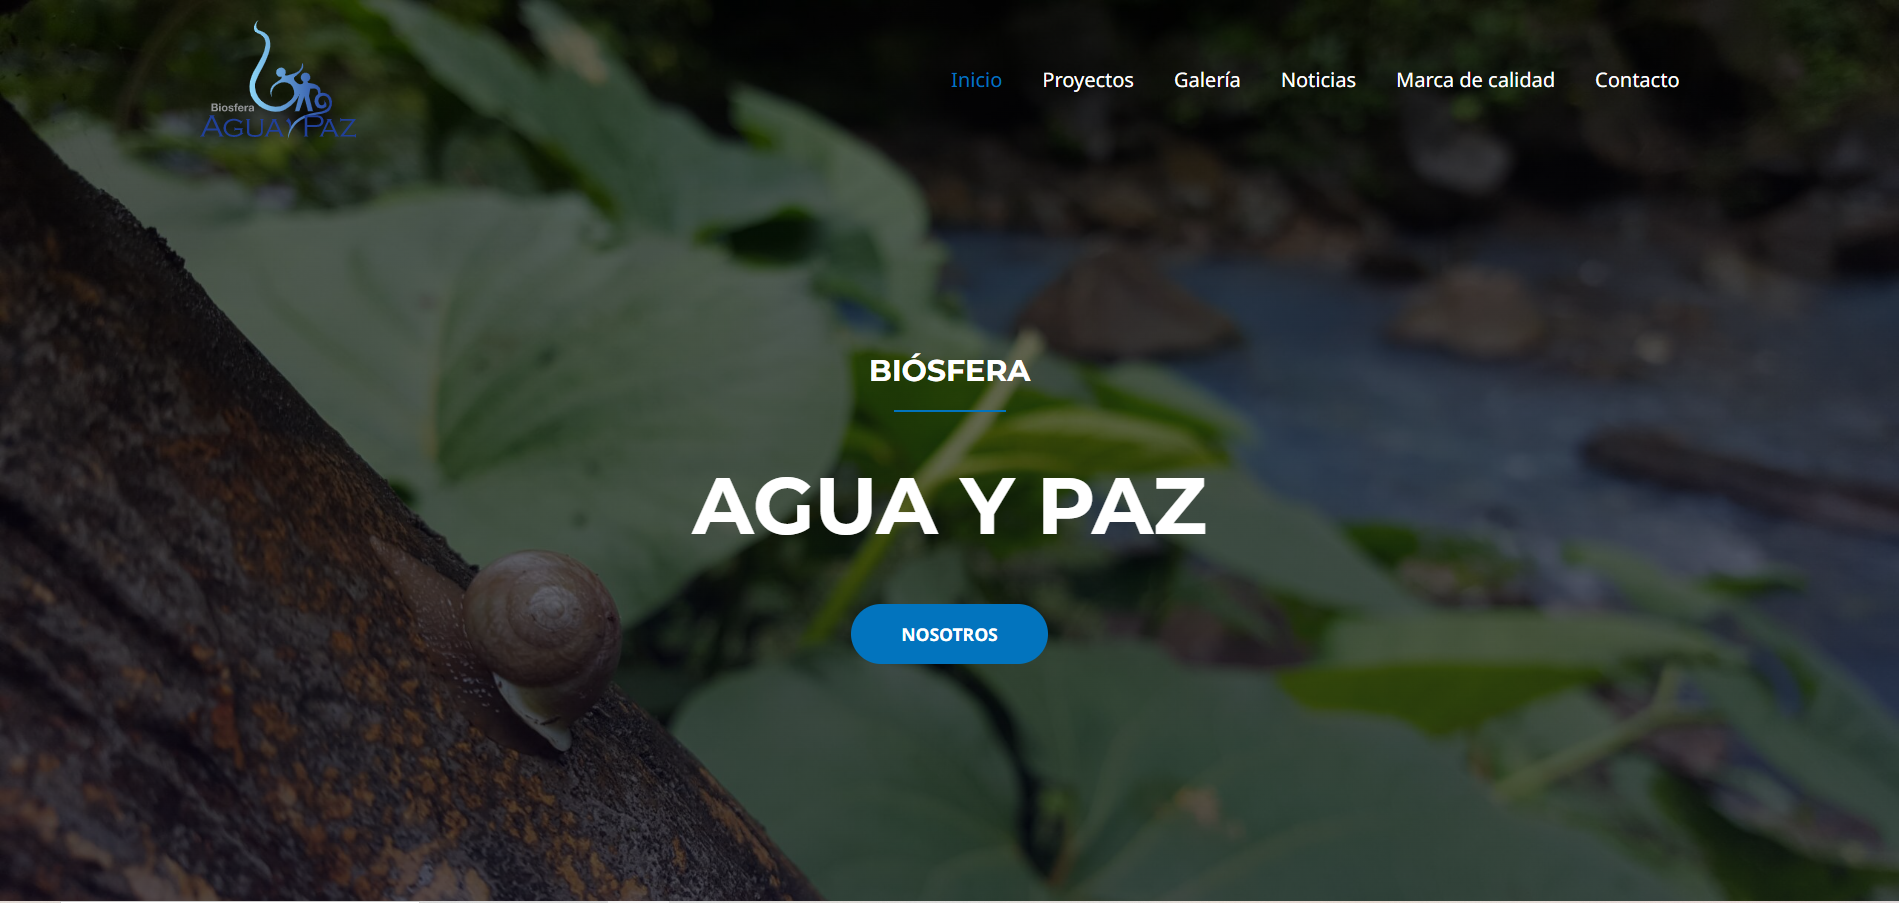 Biosfera
AGUA Y PAZ
Inicio Proyectos Galería Noticias Marca de calidad Contacto
BIÓSFERA
AGUA Y PAZ
NOSOTROS